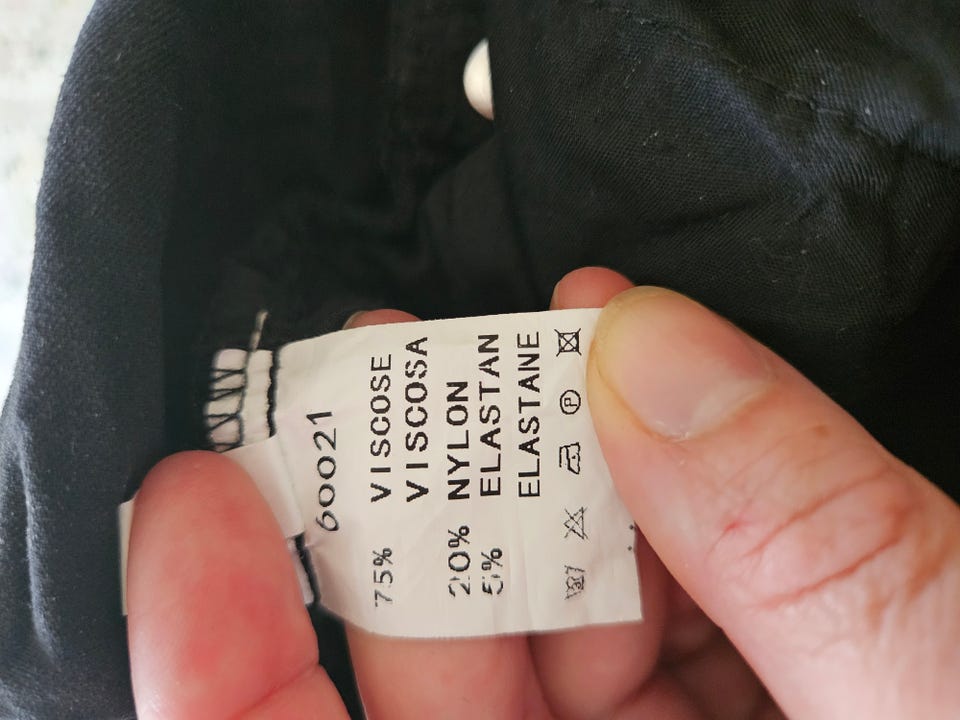 60021
75% VISCOSE
VISCOSA
20% NYLON
5% ELASTAN
ELASTANE
P